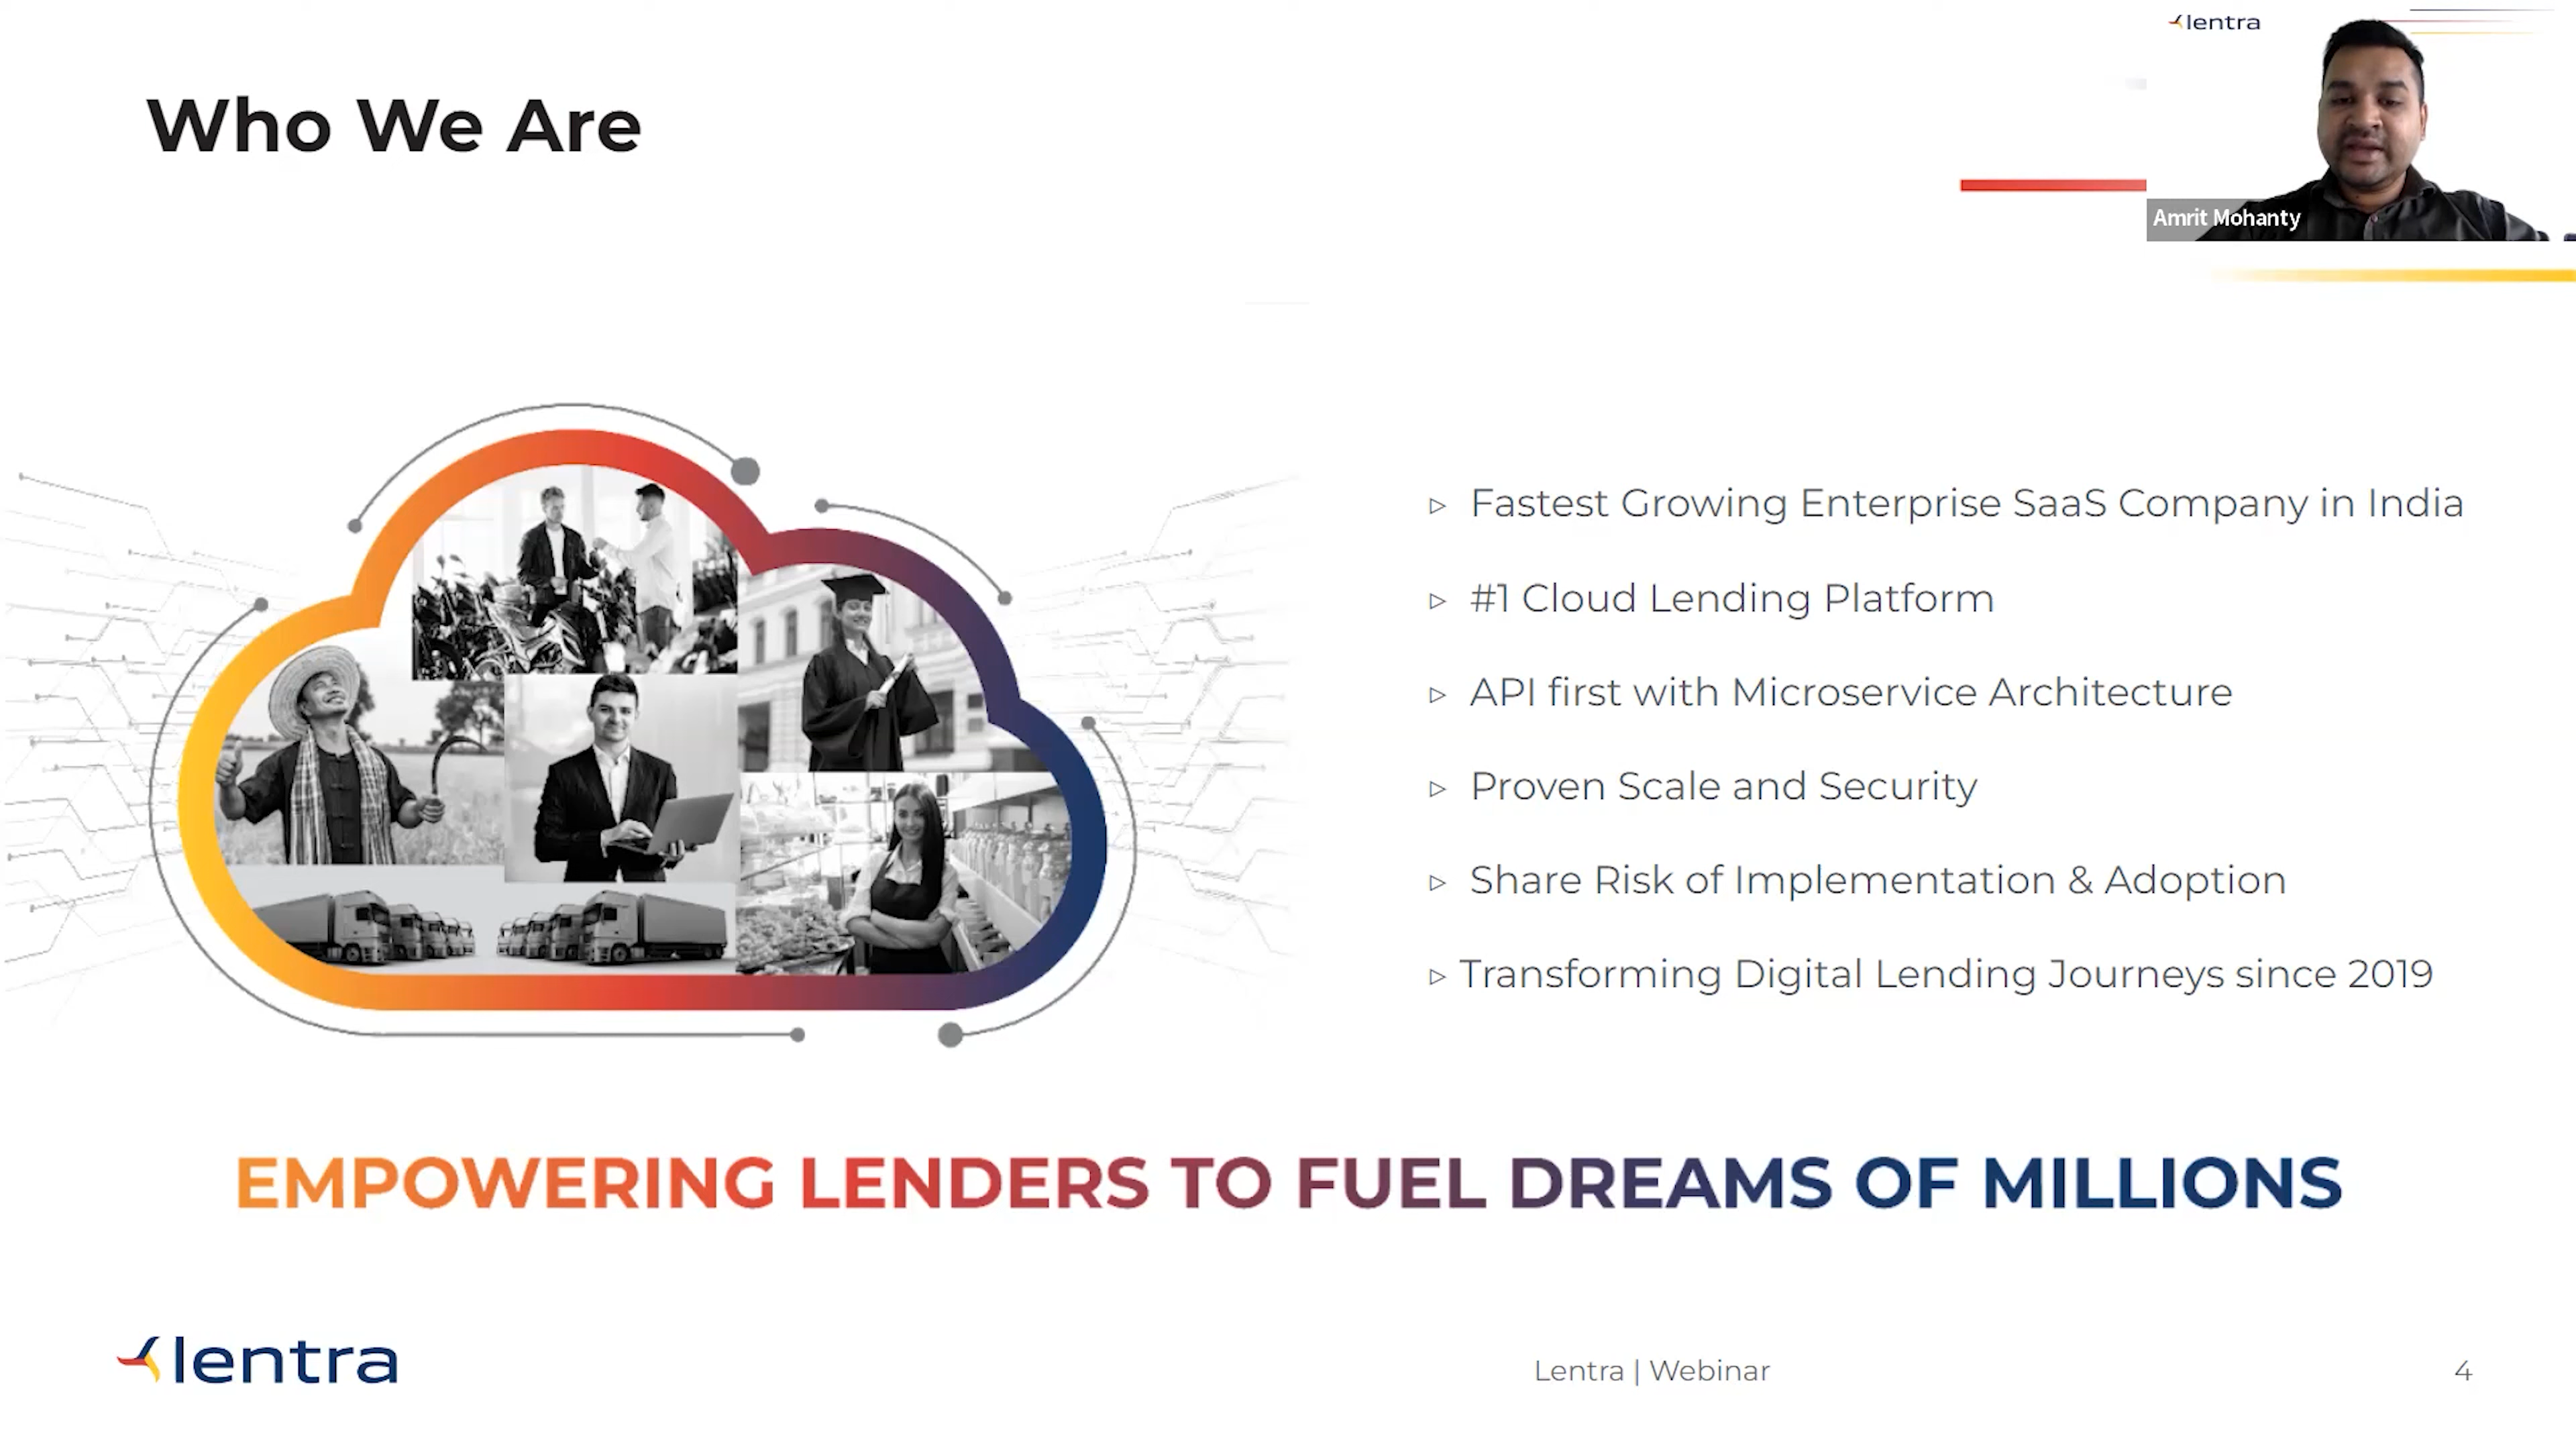 lentra
Who We Are
Amrit Mohanty
Fastest Growing Enterprise SaaS Company in India
#1 Cloud Lending Platform
API first with Microservice Architecture
Proven Scale and Security
Share Risk of Implementation & Adoption
Transforming Digital Lending Journeys since 2019
EMPOWERING LENDERS TO FUEL DREAMS OF MILLIONS
lentra
Lentra | Webinar
4